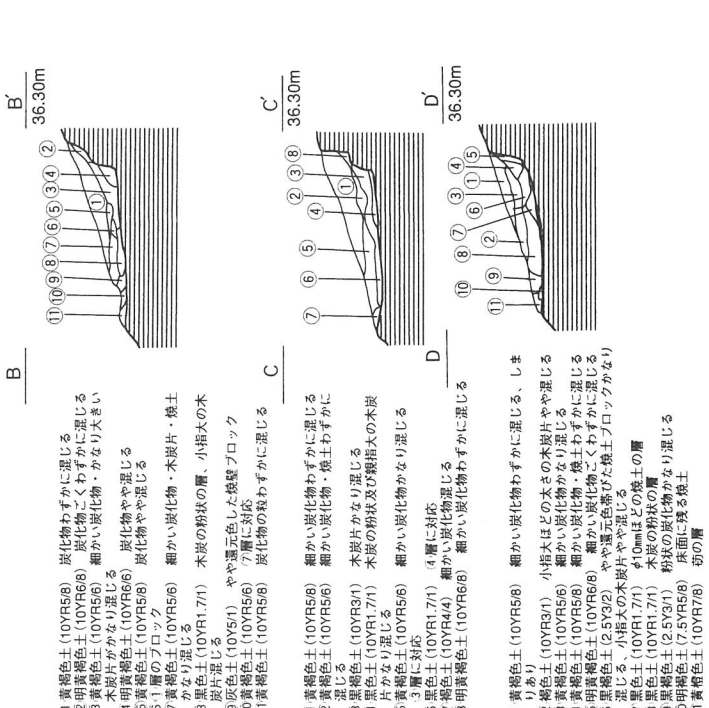 B　B′
36.30m
② ④ ③ ① ⑤ ⑥ ⑦ ⑧ ⑨ ⑩ ⑪
黄褐色土 (10YR5/8)　炭化物わずかに混じる
②明黄褐色土 (10YR6/8)　炭化物ごくわずかに混じる
3黄褐色土 (10YR5/6)　細かい炭化物・かなり大きい
木炭片がかなり混じる
4明黄褐色土 (10YR6/6)　炭化物やや混じる
⑤黄褐色土 (10YR5/8)　炭化物やや混じる
・1層のブロック
7黄褐色土 (10YR5/6)　細かい炭化物・木炭片・焼土
かなり混じる
8黒色土 (10YR1.7/1)　木炭の粉状の層、小指大の木
炭片混じる
⑨灰色土 (10Y5/1)　やや還元色した焼壁ブロック
黄褐色土 (10YR5/6)　⑦層に対応
黄褐色土 (10YR5/8)　炭化物の粒わずかに混じる
C　C′
36.30m
⑧ ③ ① ② ④ ⑤ ⑥ ⑦
黄褐色土 (10YR5/8)　細かい炭化物わずかに混じる
②黄褐色土 (10YR5/6)　細かい炭化物・焼土わずかに
混じる
黒褐色土 (10YR3/1)　木炭片かなり混じる
黒色土 (10YR1.7/1)　木炭の粉状及び親指大の木炭
片かなり混じる
黄褐色土 (10YR5/6)　細かい炭化物かなり混じる
③層に対応
黒色土 (10YR1.7/1)　④層に対応
褐色土 (10YR4/4)　細かい炭化物混じる
明黄褐色土 (10YR6/8)　細かい炭化物わずかに混じる
D　D′
36.30m
⑤ ④ ① ③ ⑥ ⑦ ② ⑧ ⑨ ⑩ ⑪
黄褐色土 (10YR5/8)　細かい炭化物わずかに混じる、しま
りあり
褐色土 (10YR3/1)　小指大ほどの太さの木炭片やや混じる
黄褐色土 (10YR5/6)　細かい炭化物かなり混じる
黄褐色土 (10YR5/8)　細かい炭化物・焼土わずかに混じる
明黄褐色土 (10YR6/8)　細かい炭化物ごくわずかに混じる
黒褐色土 (2.5Y3/2)　やや還元色帯びた焼土ブロックかなり
混じる、小指大の木炭片やや混じる
黒色土 (10YR1.7/1)　φ10mmほどの焼土の層
黒色土 (10YR1.7/1)　木炭の粉状の層
黒褐色土 (2.5Y3/1)　粉状の炭化物かなり混じる
明褐色土 (7.5YR5/8)　床面に残る焼土
黄橙色土 (10YR7/8)　苆の層